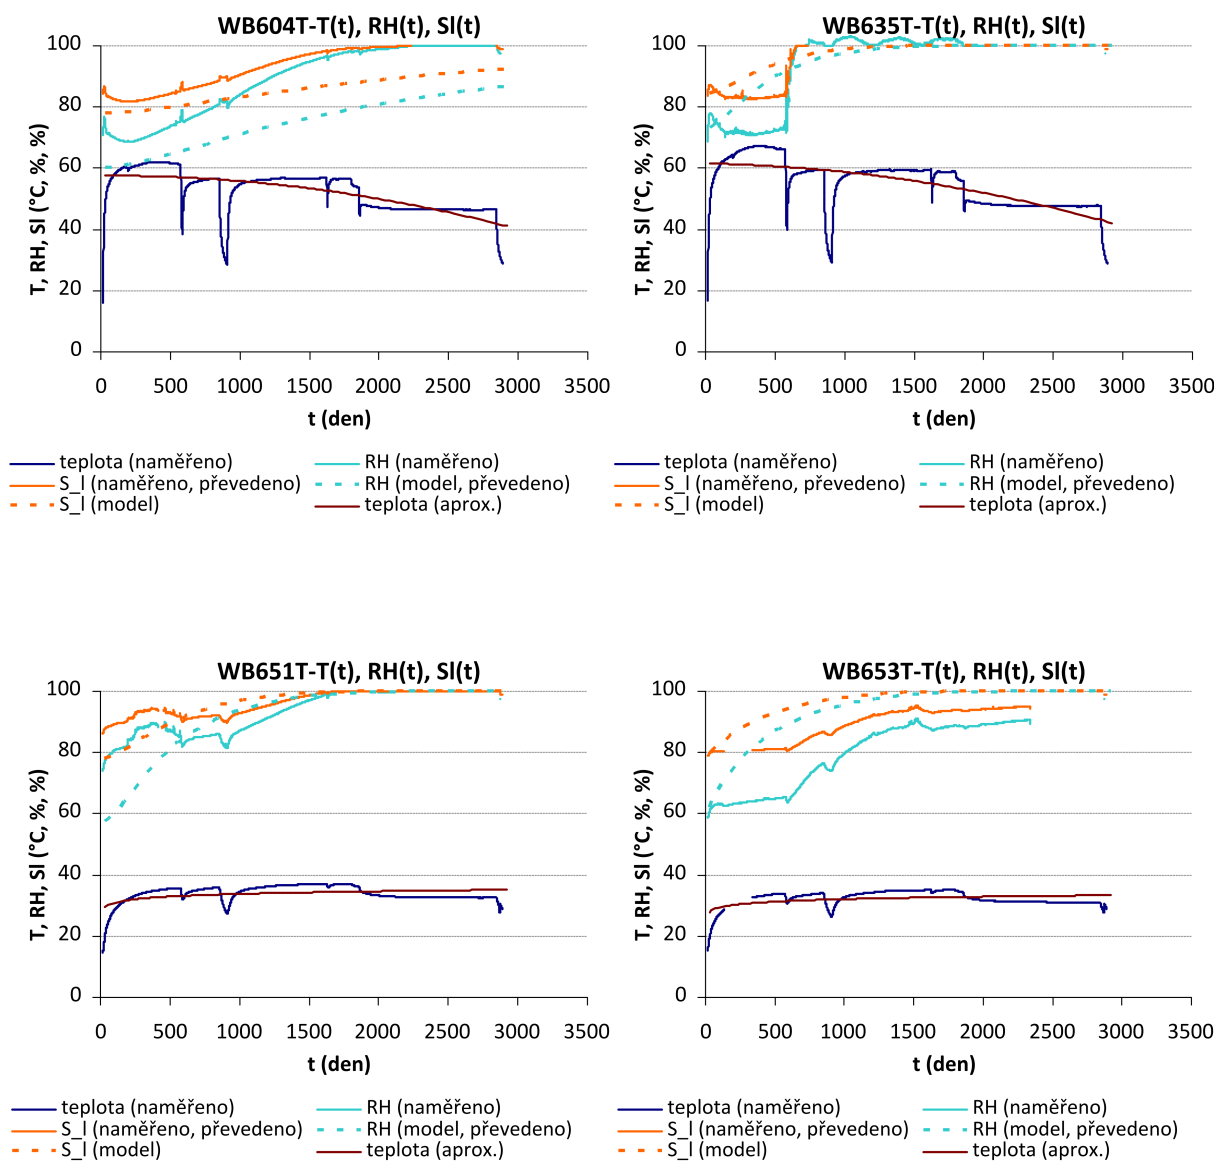 WB604T-T(t), RH(t), Sl(t)
T, RH, Sl (°C, %, %)
100
80
60
40
20
0
0 500 1000 1500 2000 2500 3000 3500
t (den)
teplota (naměřeno) RH (naměřeno)
S_l (naměřeno, převedeno) RH (model, převedeno)
S_l (model) teplota (aprox.)
WB635T-T(t), RH(t), Sl(t)
T, RH, Sl (°C, %, %)
100
80
60
40
20
0
0 500 1000 1500 2000 2500 3000 3500
t (den)
teplota (naměřeno) RH (naměřeno)
S_l (naměřeno, převedeno) RH (model, převedeno)
S_l (model) teplota (aprox.)
WB651T-T(t), RH(t), Sl(t)
T, RH, Sl (°C, %, %)
100
80
60
40
20
0
0 500 1000 1500 2000 2500 3000 3500
t (den)
teplota (naměřeno) RH (naměřeno)
S_l (naměřeno, převedeno) RH (model, převedeno)
S_l (model) teplota (aprox.)
WB653T-T(t), RH(t), Sl(t)
T, RH, Sl (°C, %, %)
100
80
60
40
20
0
0 500 1000 1500 2000 2500 3000 3500
t (den)
teplota (naměřeno) RH (naměřeno)
S_l (naměřeno, převedeno) RH (model, převedeno)
S_l (model) teplota (aprox.)